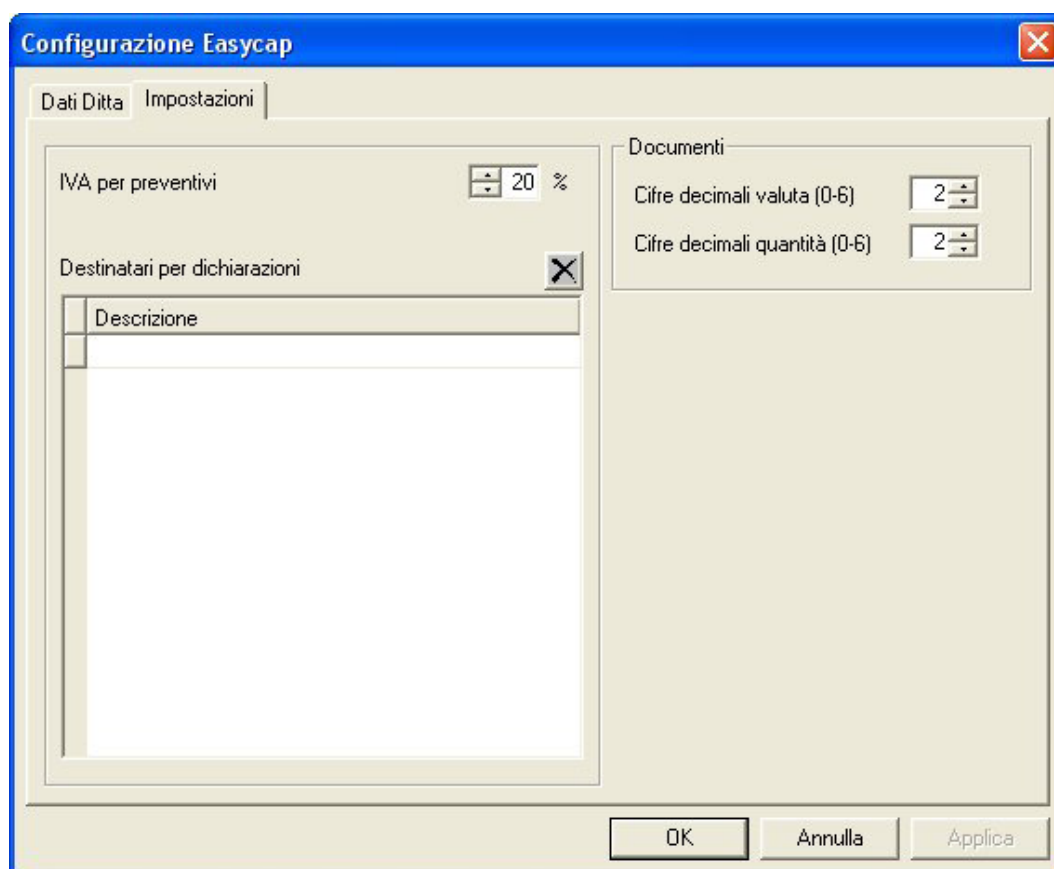 Configurazione Easycap
Dati Ditta Impostazioni
IVA per preventivi 20 %
Destinatari per dichiarazioni
Descrizione
Documenti
Cifre decimali valuta (0-6) 2
Cifre decimali quantità (0-6) 2
OK Annulla Applica